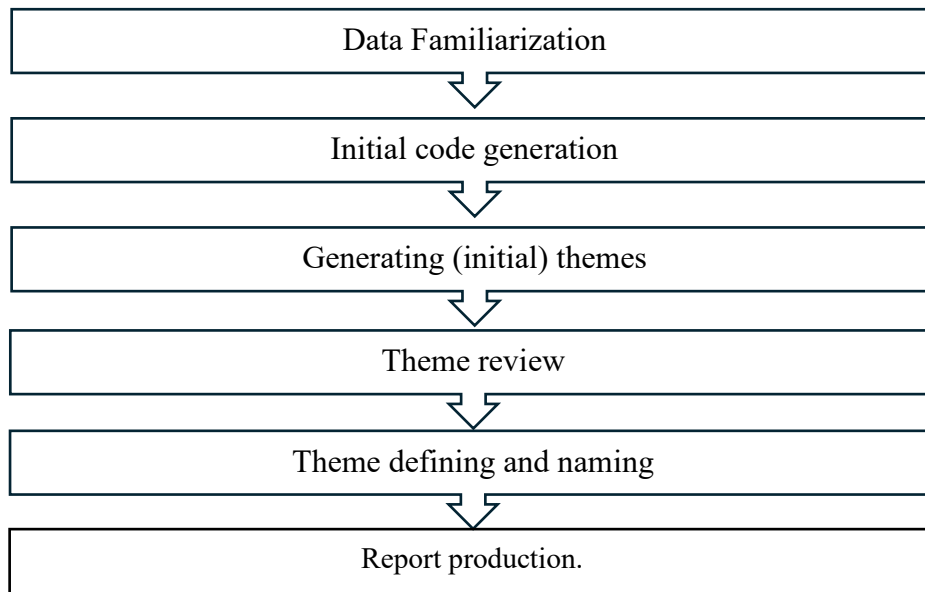 Data Familiarization
Initial code generation
Generating (initial) themes
Theme review
Theme defining and naming
Report production.